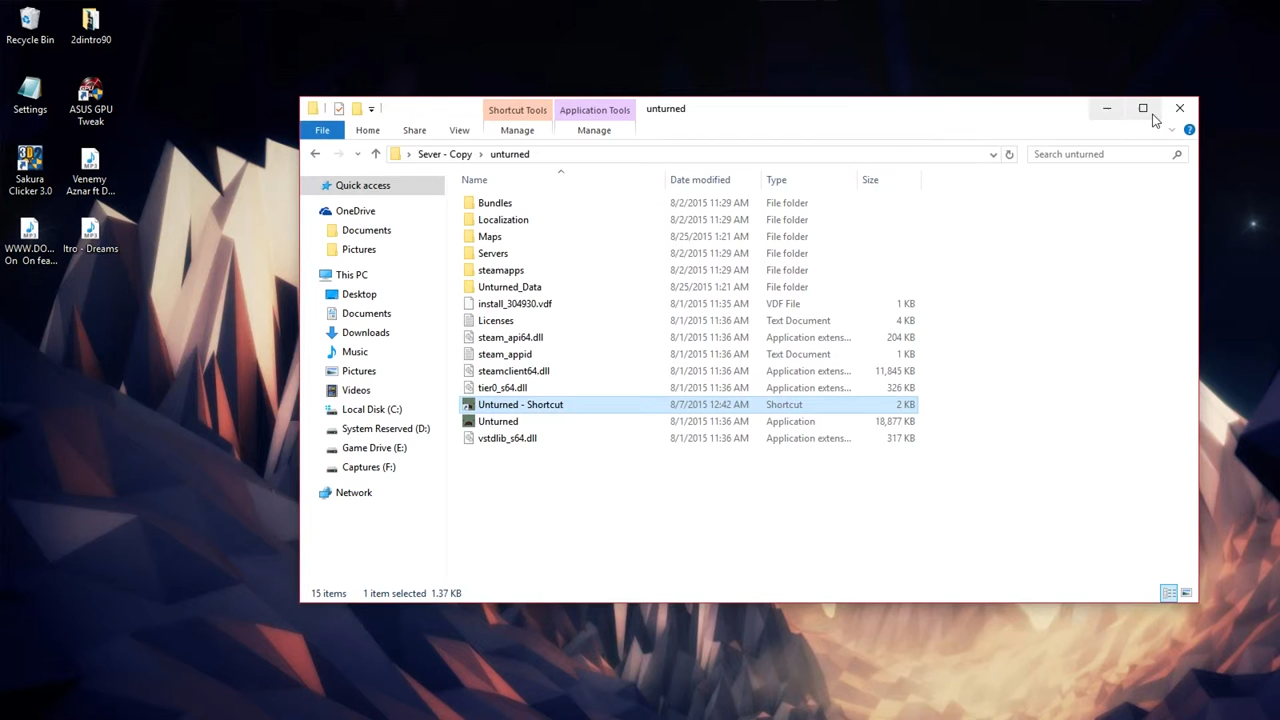 Recycle Bin
2dintro90
Settings
ASUS GPU
Tweak
Sakura
Clicker 3.0
Venemy
Aznar ft D...
WWW.DO...
On On fea...
Itro - Dreams
Shortcut Tools
Application Tools
unturned
File
Home
Share
View
Manage
Manage
Sever - Copy
unturned
Search unturned
Name
Date modified
Type
Size
Quick access
OneDrive
Documents
Pictures
This PC
Desktop
Documents
Downloads
Music
Pictures
Videos
Local Disk (C:)
System Reserved (D:)
Game Drive (E:)
Captures (F:)
Network
Bundles 8/2/2015 11:29 AM File folder
Localization 8/2/2015 11:29 AM File folder
Maps 8/25/2015 1:21 AM File folder
Servers 8/2/2015 11:29 AM File folder
steamapps 8/2/2015 11:29 AM File folder
Unturned_Data 8/25/2015 1:21 AM File folder
install_304930.vdf 8/1/2015 11:35 AM VDF File 1 KB
Licenses 8/1/2015 11:36 AM Text Document 4 KB
steam_api64.dll 8/1/2015 11:36 AM Application extens... 204 KB
steam_appid 8/1/2015 11:36 AM Text Document 1 KB
steamclient64.dll 8/1/2015 11:36 AM Application extens... 11,845 KB
tier0_s64.dll 8/1/2015 11:36 AM Application extens... 326 KB
Unturned - Shortcut 8/7/2015 12:42 AM Shortcut 2 KB
Unturned 8/1/2015 11:36 AM Application 18,877 KB
vstdlib_s64.dll 8/1/2015 11:36 AM Application extens... 317 KB
15 items
1 item selected 1.37 KB